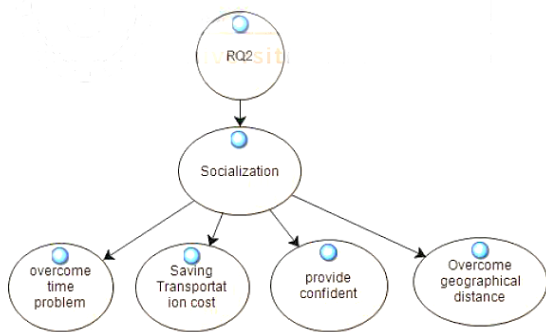 RQ2
Socialization
overcome
time
problem
Saving
Transportat
ion cost
provide
confident
Overcome
geographical
distance